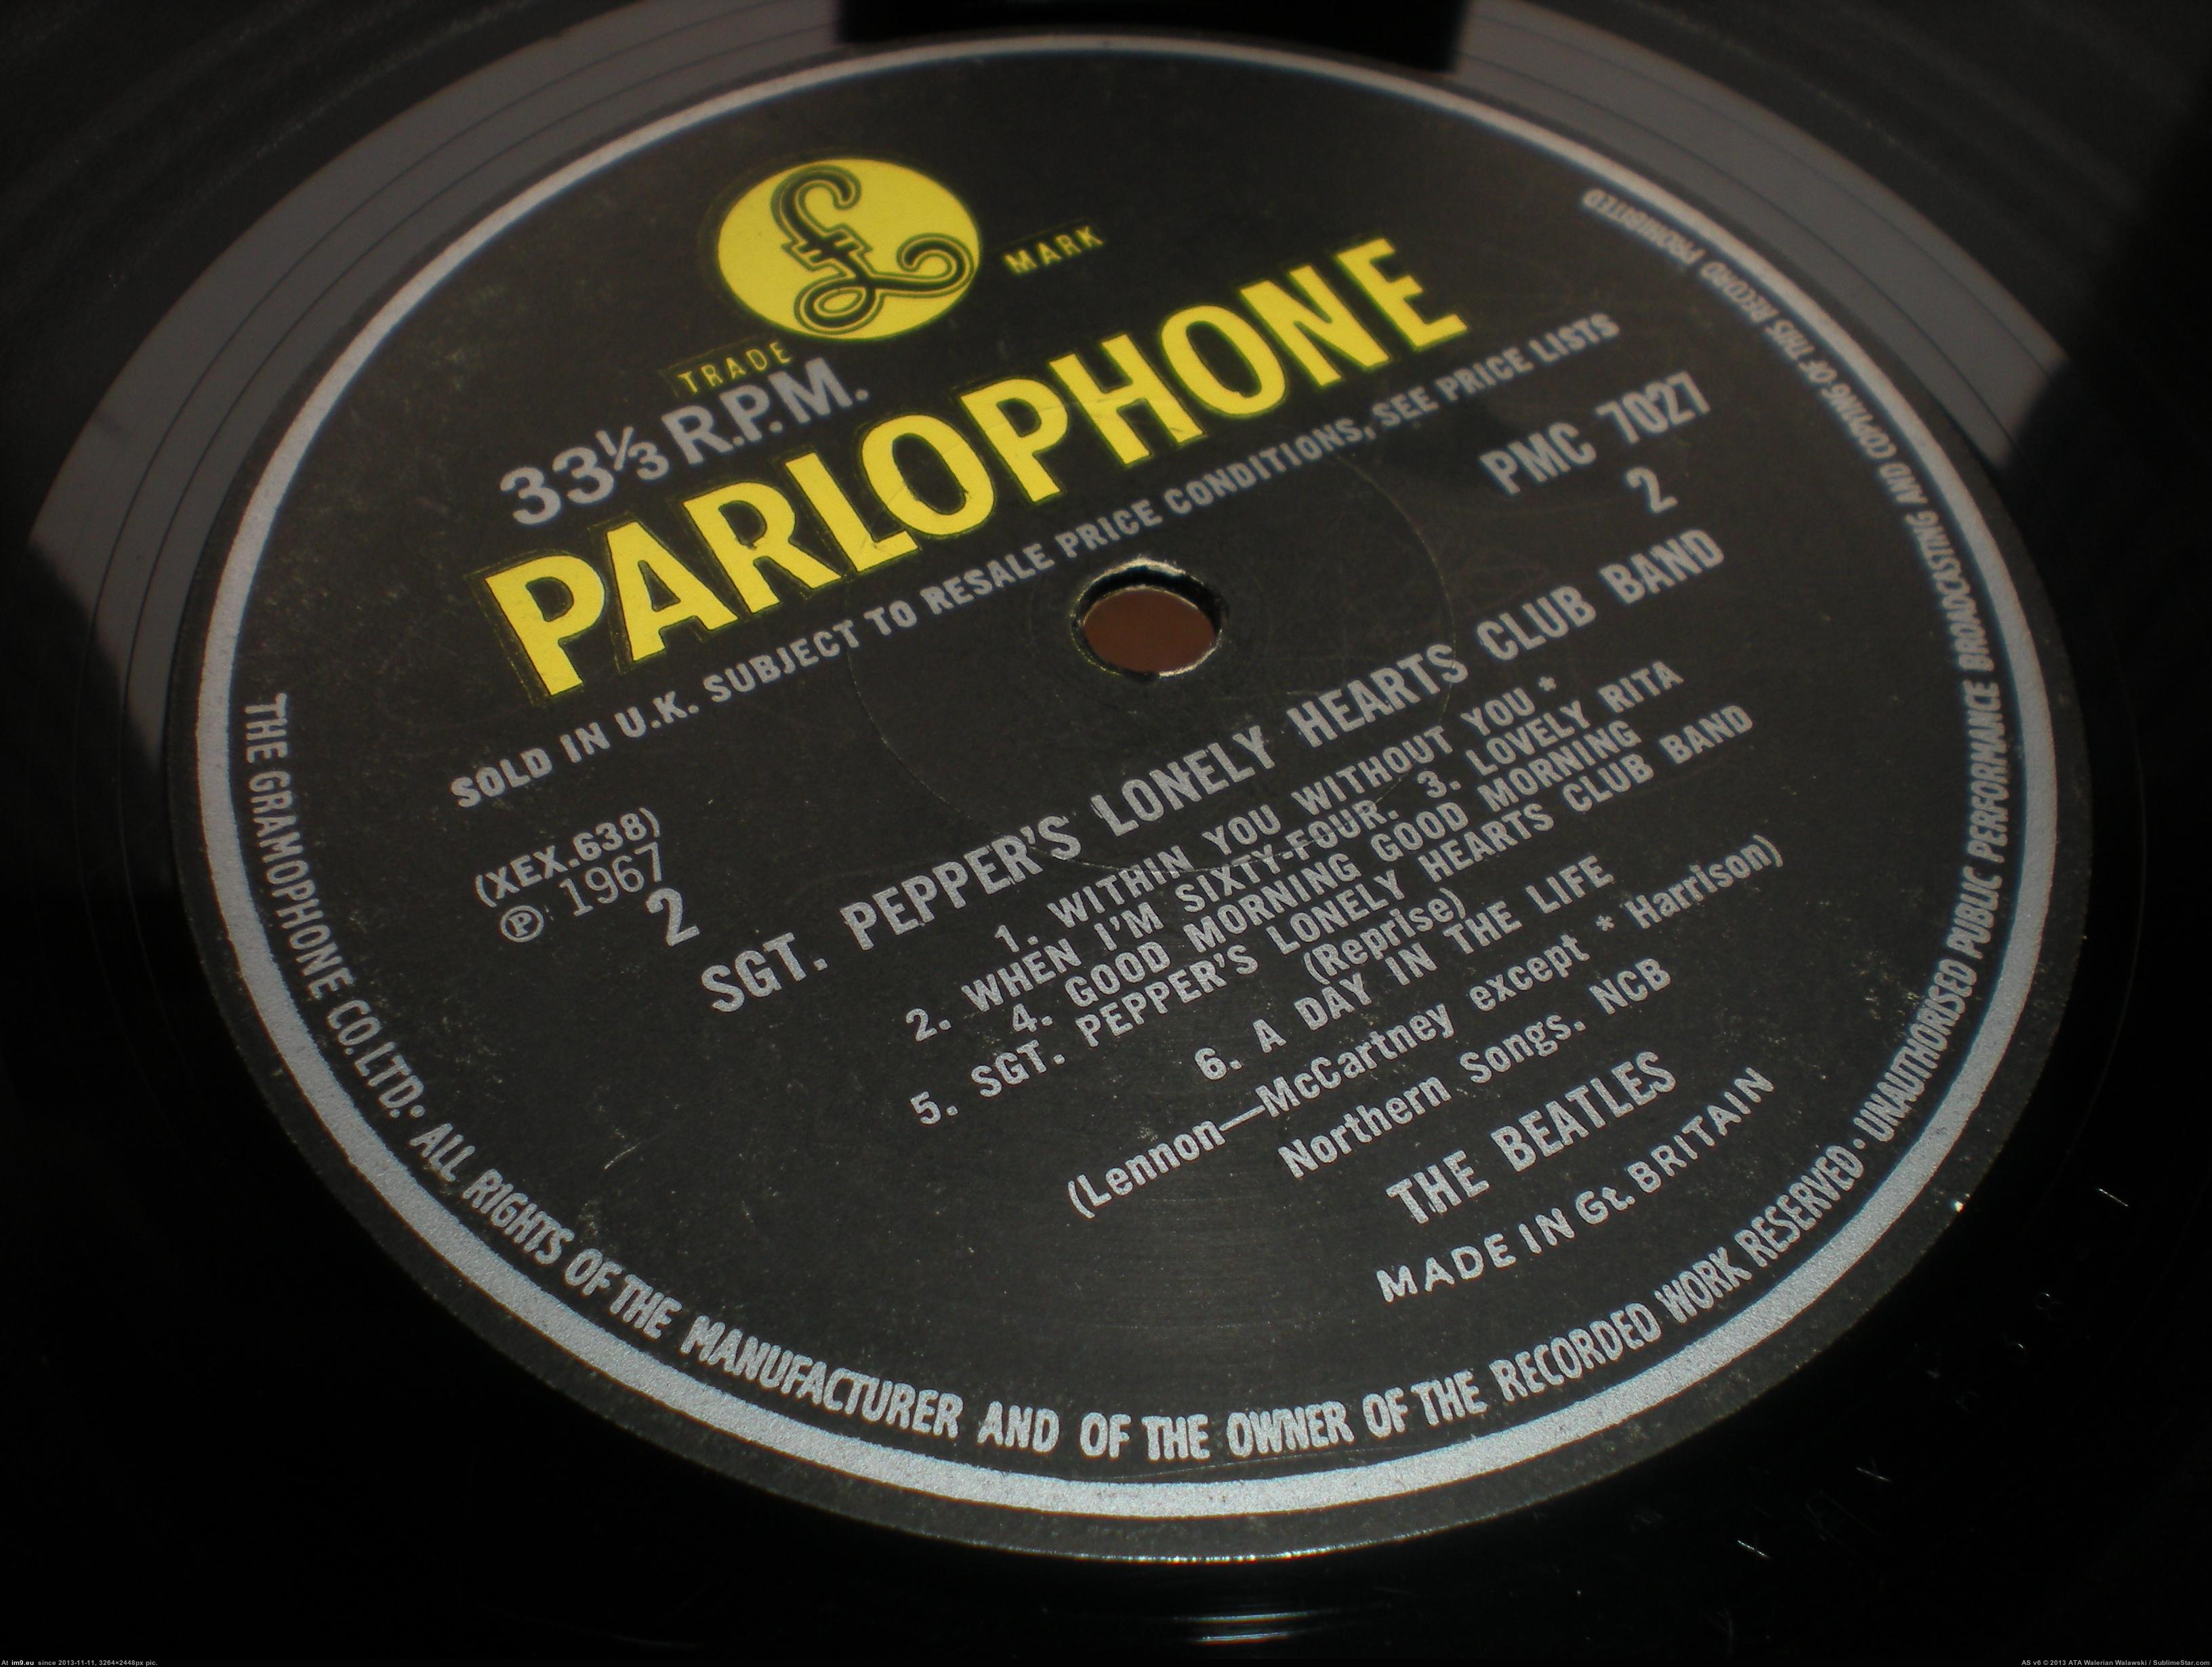 £
TRADE MARK
33⅓ R.P.M.
PARLOPHONE
SOLD IN U.K. SUBJECT TO RESALE PRICE CONDITIONS, SEE PRICE LISTS
PMC 7027
2
(XEX.638)
Ⓟ 1967
2
SGT. PEPPER'S LONELY HEARTS CLUB BAND
1. WITHIN YOU WITHOUT YOU *
2. WHEN I'M SIXTY-FOUR. 3. LOVELY RITA
4. GOOD MORNING GOOD MORNING
5. SGT. PEPPER'S LONELY HEARTS CLUB BAND
(Reprise)
6. A DAY IN THE LIFE
(Lennon—McCartney except * Harrison)
Northern Songs. NCB
THE BEATLES
MADE IN Gt. BRITAIN
THE GRAMOPHONE CO. LTD. • ALL RIGHTS OF THE MANUFACTURER AND OF THE OWNER OF THE RECORDED WORK RESERVED • UNAUTHORISED PUBLIC PERFORMANCE BROADCASTING AND COPYING OF THIS RECORD PROHIBITED
At im9.eu since 2013-11-11, 3264×2448px pic.
AS v6 © 2013 ATA Walerian Walawski / SublimeStar.com